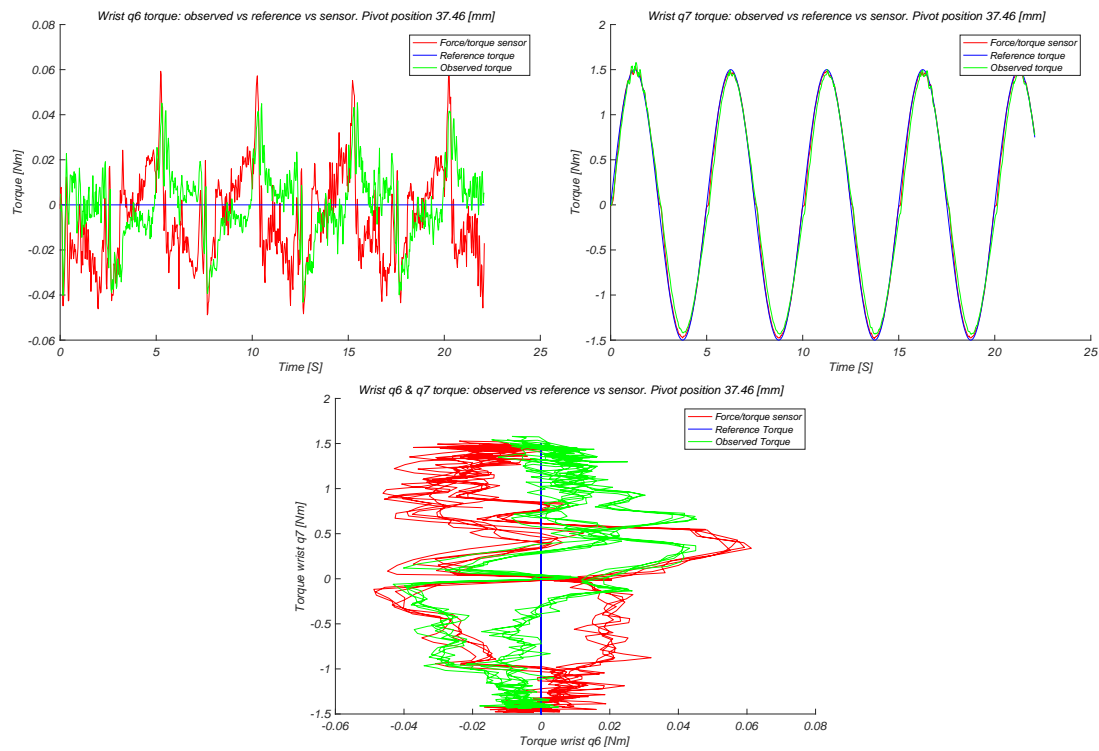 Wrist q6 torque: observed vs reference vs sensor. Pivot position 37.46 [mm]
0.08
0.06
0.04
0.02
0
-0.02
-0.04
-0.06
Torque [Nm]
Force/torque sensor
Reference torque
Observed torque
0
5
10
15
20
25
Time [S]
Wrist q7 torque: observed vs reference vs sensor. Pivot position 37.46 [mm]
2
1.5
1
0.5
0
-0.5
-1
-1.5
Torque [Nm]
Force/torque sensor
Reference torque
Observed torque
0
5
10
15
20
25
Time [S]
Wrist q6 & q7 torque: observed vs reference vs sensor. Pivot position 37.46 [mm]
2
1.5
1
0.5
0
-0.5
-1
-1.5
Torque wrist q7 [Nm]
Force/torque sensor
Reference Torque
Observed Torque
-0.06
-0.04
-0.02
0
0.02
0.04
0.06
0.08
Torque wrist q6 [Nm]